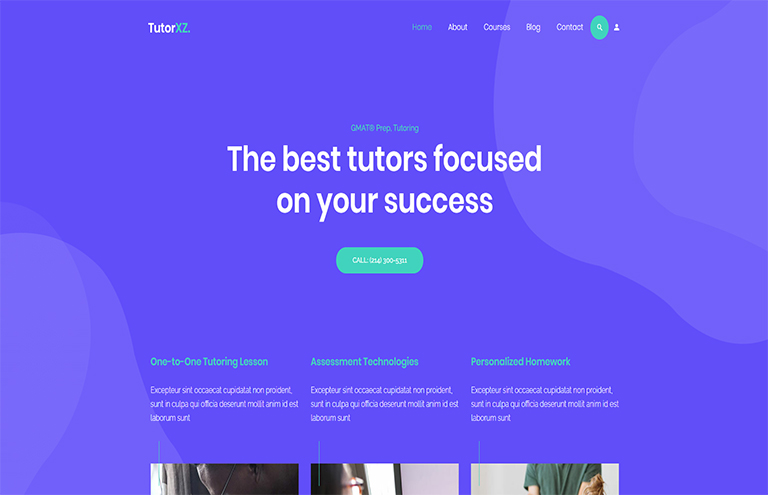 TutorXZ.
Home About Courses Blog Contact
GMAT® Prep, Tutoring
The best tutors focused
on your success
CALL: (214) 300-5311
One-to-One Tutoring Lesson
Excepteur sint occaecat cupidatat non proident,
sunt in culpa qui officia deserunt mollit anim id est
laborum sunt
Assessment Technologies
Excepteur sint occaecat cupidatat non proident,
sunt in culpa qui officia deserunt mollit anim id est
laborum sunt
Personalized Homework
Excepteur sint occaecat cupidatat non proident,
sunt in culpa qui officia deserunt mollit anim id est
laborum sunt